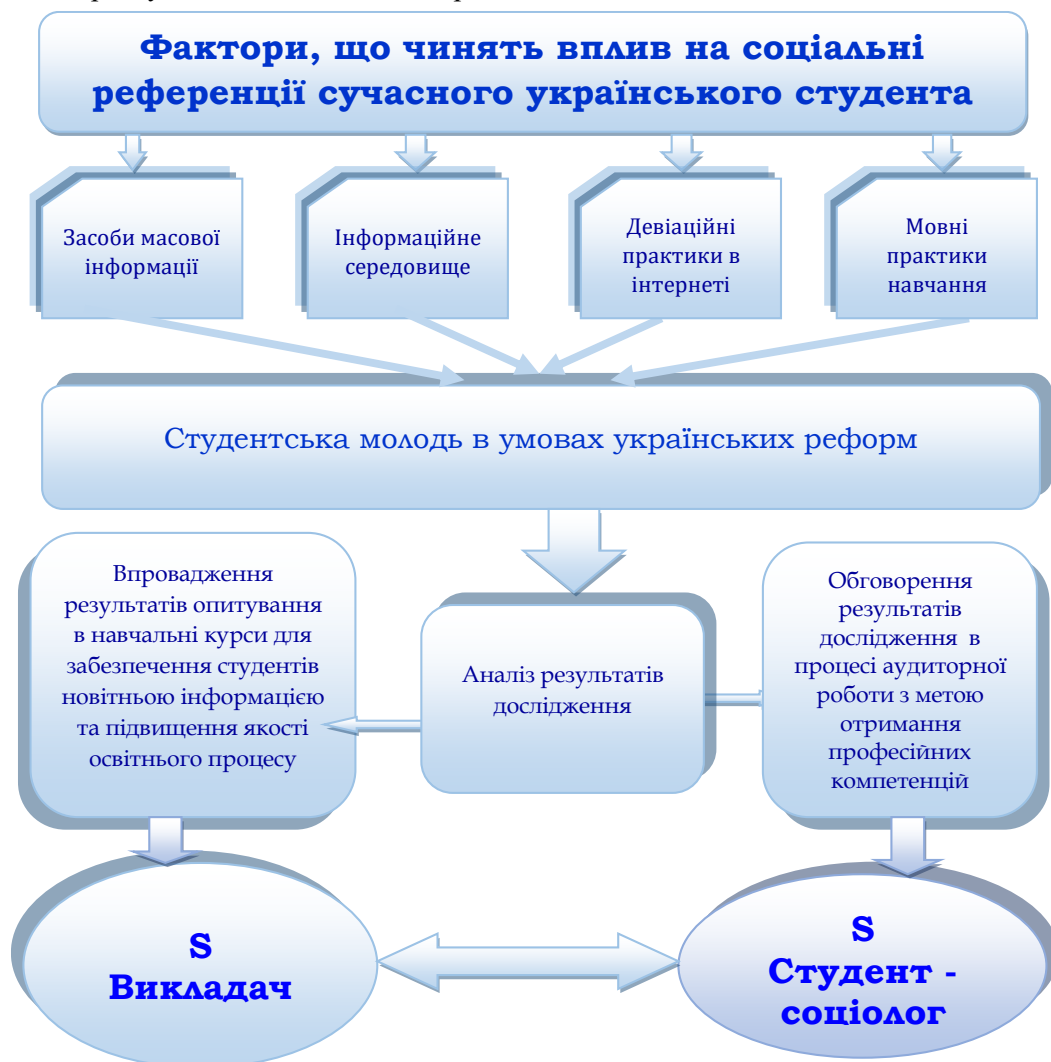 Фактори, що чинять вплив на соціальні
референції сучасного українського студента
Засоби масової
інформації
Інформаційне
середовище
Девіаційні
практики в
інтернеті
Мовні
практики
навчання
Студентська молодь в умовах українських реформ
Впровадження
результатів опитування
в навчальні курси для
забезпечення студентів
новітньою інформацією
та підвищення якості
освітнього процесу
Аналіз результатів
дослідження
Обговорення
результатів
дослідження в
процесі аудиторної
роботи з метою
отримання
професійних
компетенцій
S
Викладач
S
Студент -
соціолог